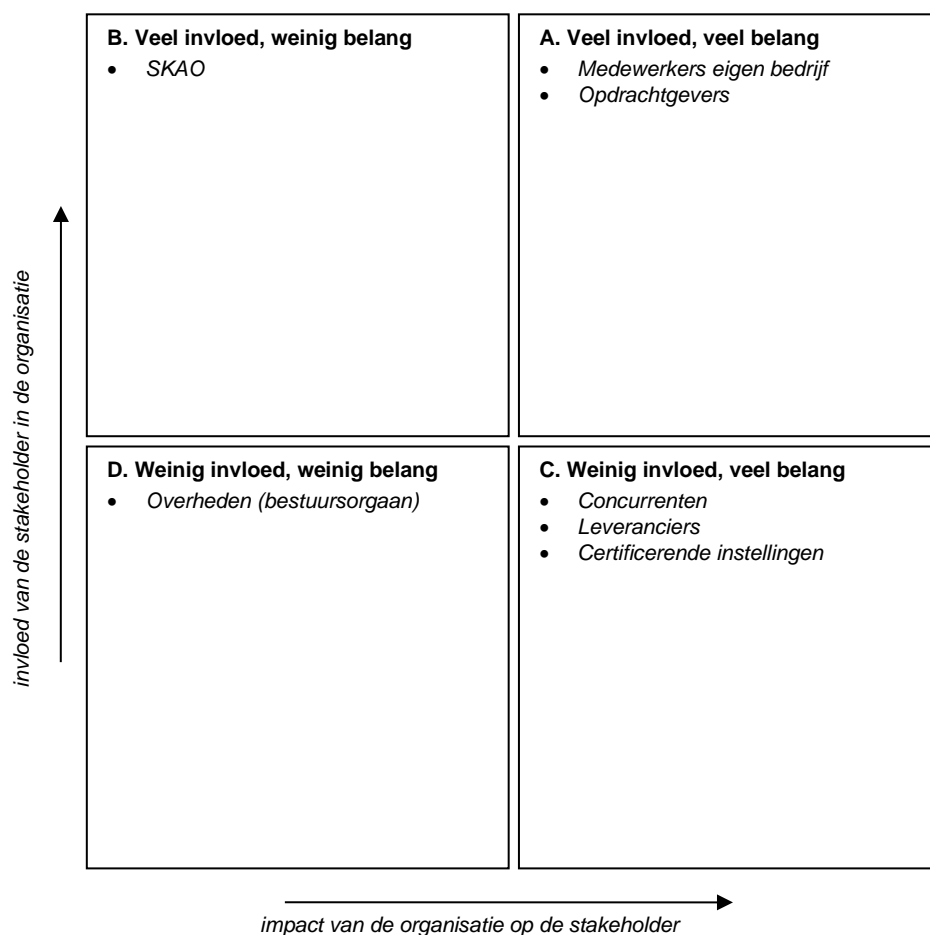 B. Veel invloed, weinig belang
• SKAO
A. Veel invloed, veel belang
• Medewerkers eigen bedrijf
• Opdrachtgevers
invloed van de stakeholder in de organisatie
D. Weinig invloed, weinig belang
• Overheden (bestuursorgaan)
C. Weinig invloed, veel belang
• Concurrenten
• Leveranciers
• Certificerende instellingen
impact van de organisatie op de stakeholder